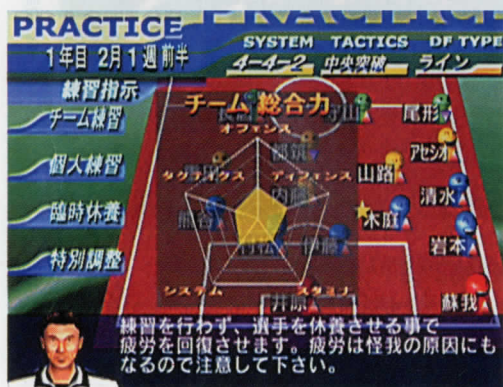 PRACTICE
1年目 2月1週 前半
SYSTEM TACTICS DF TYPE
4-4-2 中央突破 ライン
練習指示
チーム練習
個人練習
臨時休養
特別調整
チーム 総合力
オフェンス
タクティクス
ディフェンス
システム
スタミナ
尾形
都筑
アセシオ
山路
内藤
清水
熊谷
木庭
伊藤
岩本
井原
蘇我
練習を行わず、選手を休養させる事で
疲労を回復させます。疲労は怪我の原因にも
なるので注意して下さい。